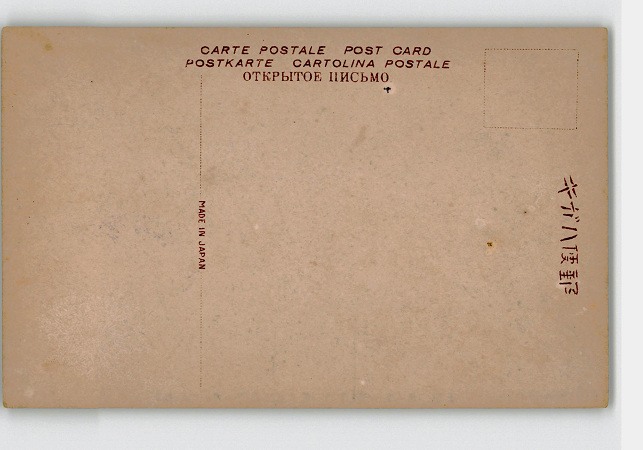 CARTE POSTALE POST CARD
POSTKARTE CARTOLINA POSTALE
ОТКРЫТОЕ ПИСЬМО
MADE IN JAPAN
キガハ便郵